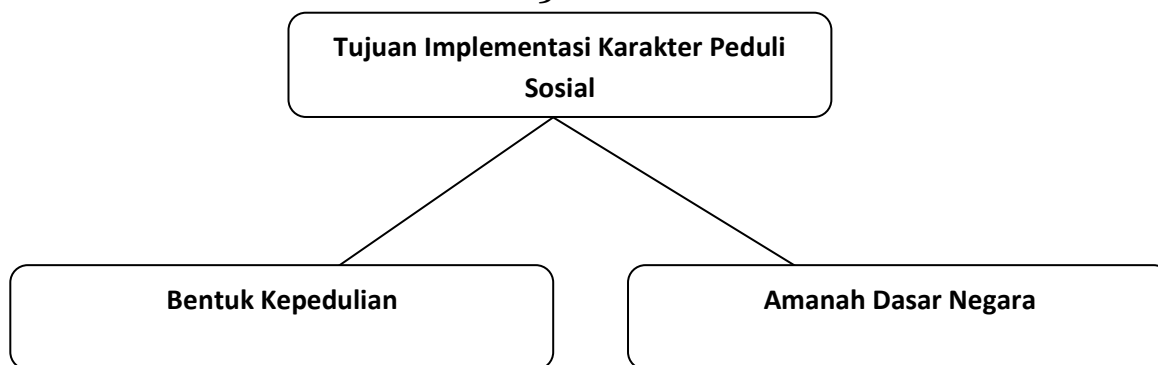 Tujuan Implementasi Karakter Peduli
Sosial
Bentuk Kepedulian
Amanah Dasar Negara